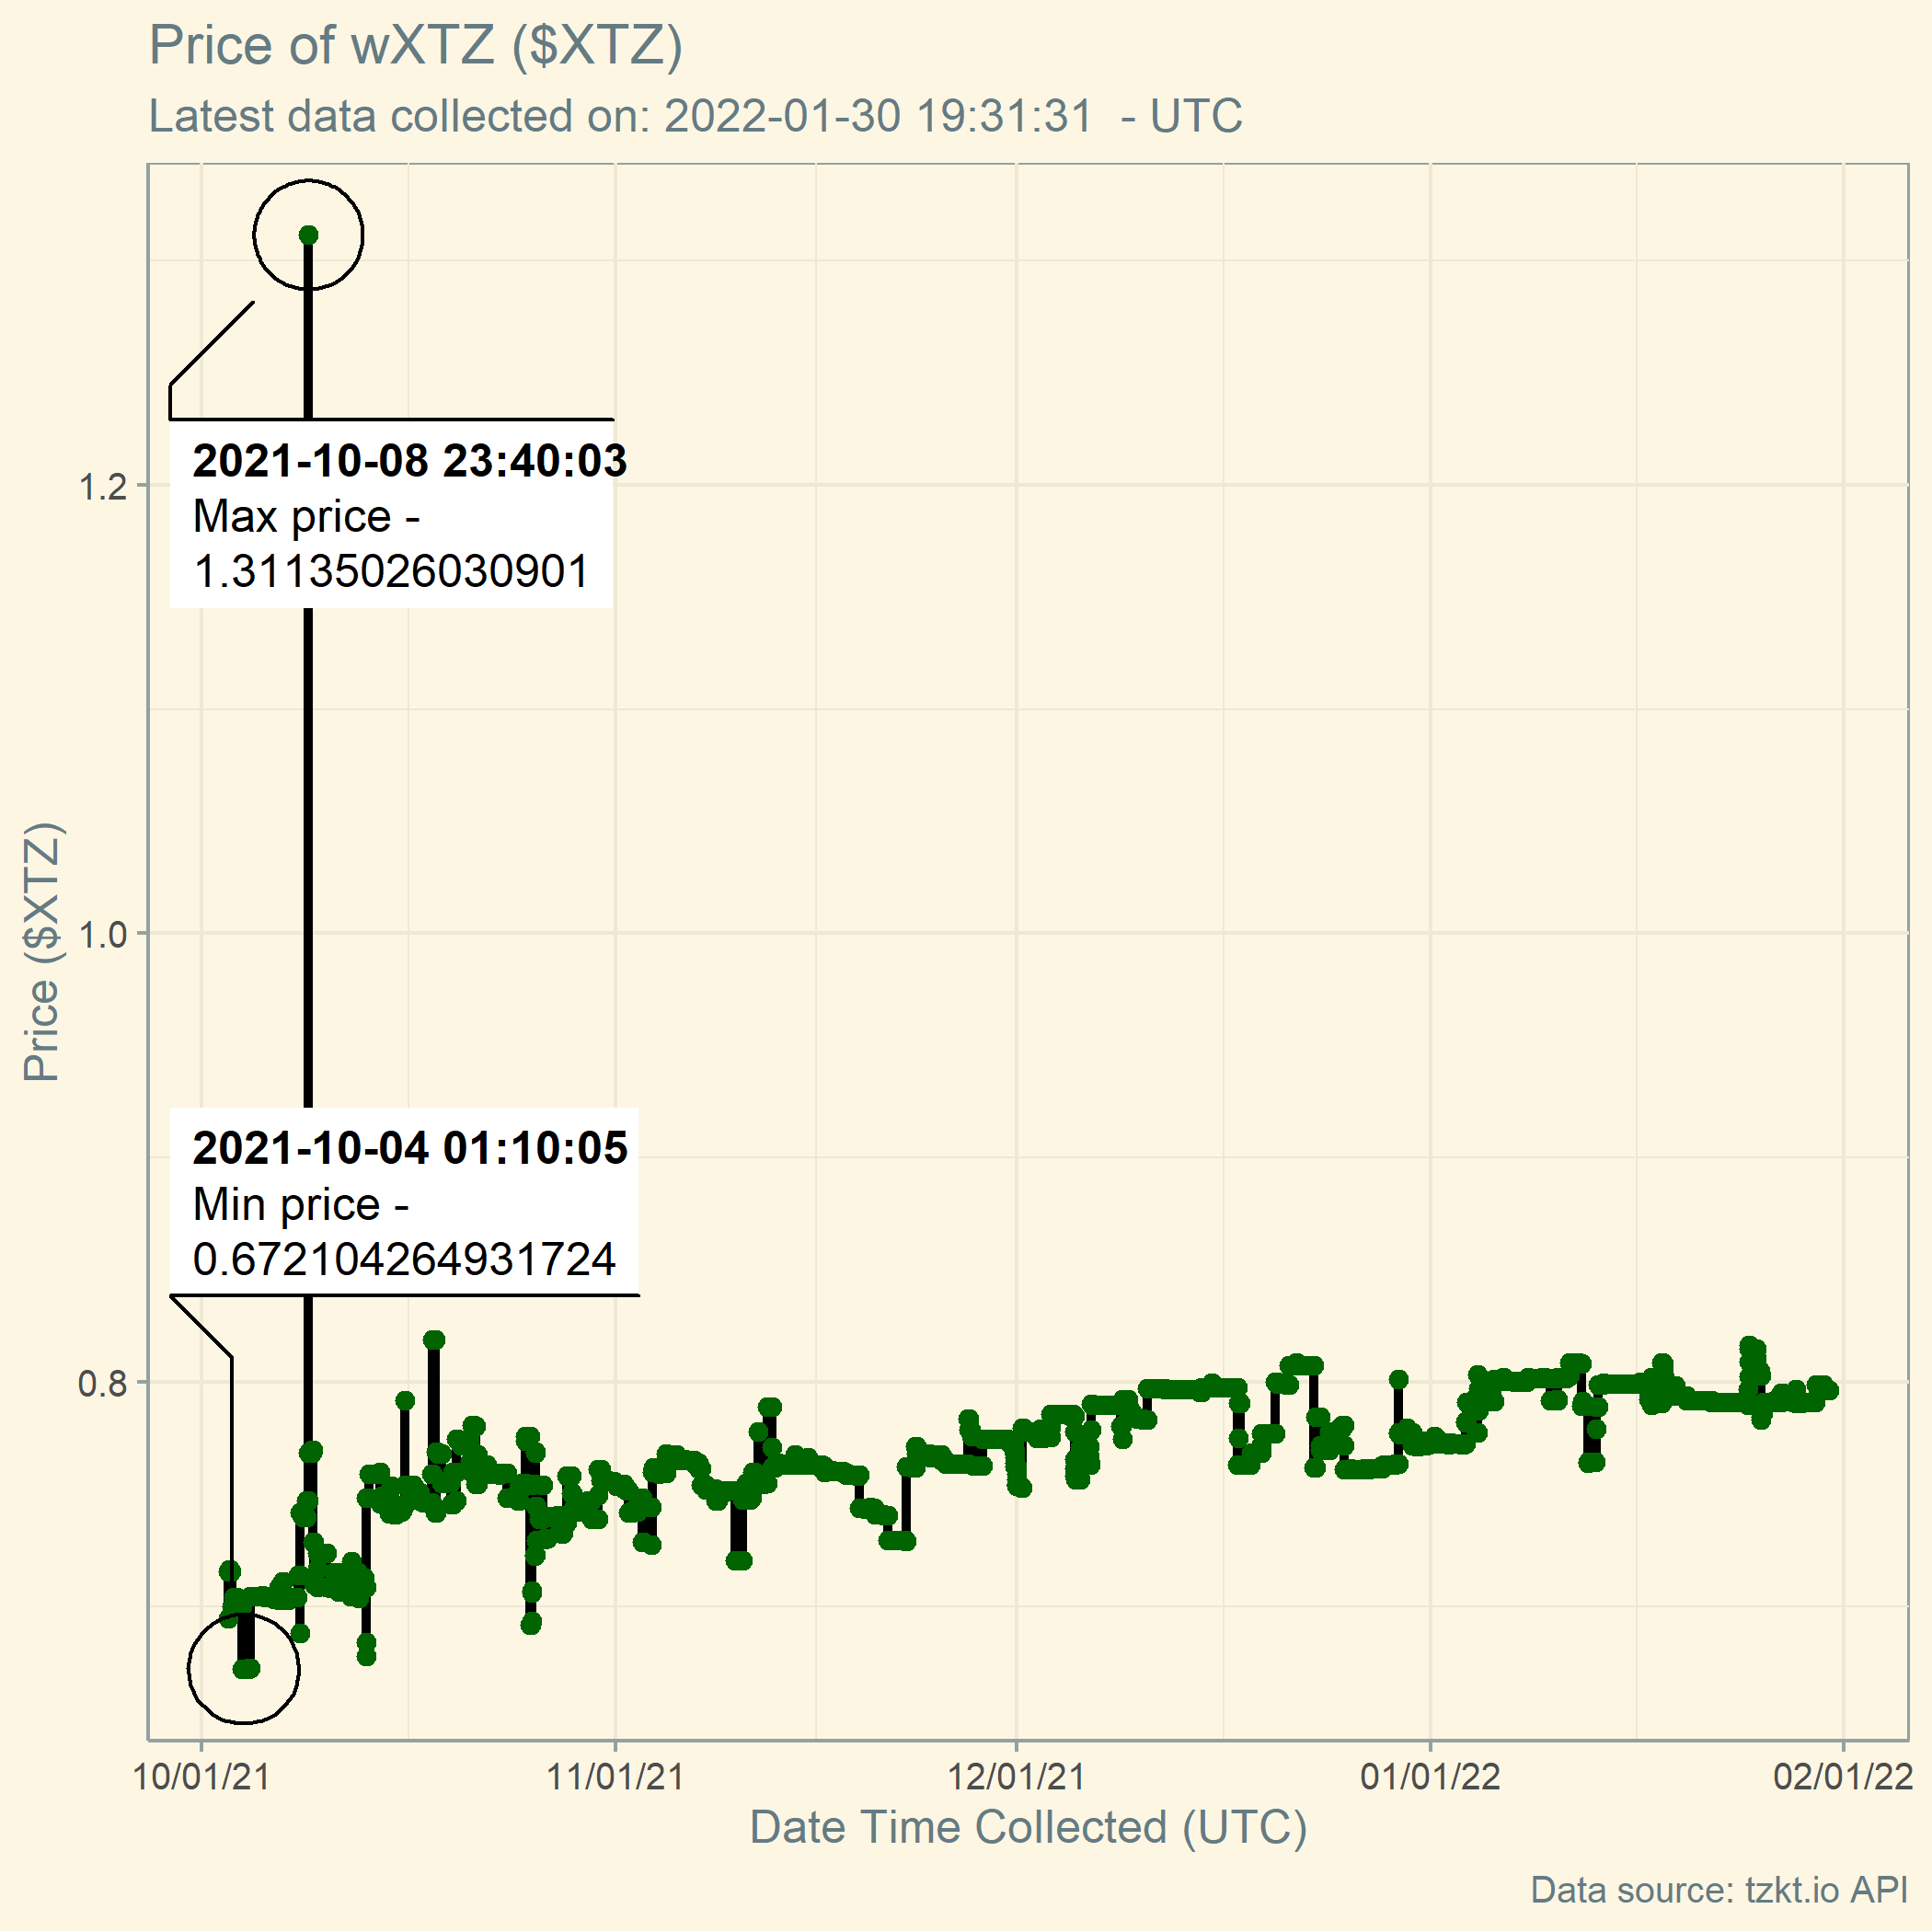 Price of wXTZ ($XTZ)
Latest data collected on: 2022-01-30 19:31:31  - UTC
2021-10-08 23:40:03
Max price -
1.31135026030901
2021-10-04 01:10:05
Min price -
0.672104264931724
Price ($XTZ)
1.2
1.0
0.8
10/01/21 11/01/21 12/01/21 01/01/22 02/01/22
Date Time Collected (UTC)
Data source: tzkt.io API